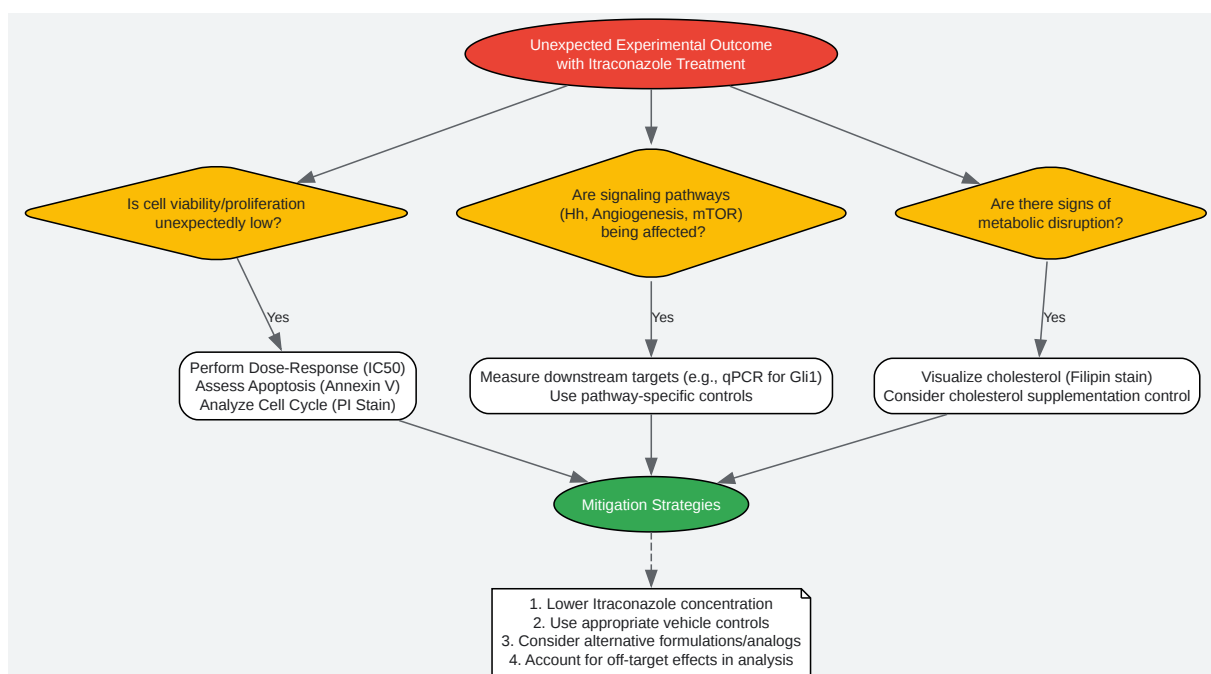 Unexpected Experimental Outcome
with Itraconazole Treatment
Is cell viability/proliferation
unexpectedly low?
Are signaling pathways
(Hh, Angiogenesis, mTOR)
being affected?
Are there signs of
metabolic disruption?
Yes
Yes
Yes
Perform Dose-Response (IC50)
Assess Apoptosis (Annexin V)
Analyze Cell Cycle (PI Stain)
Measure downstream targets (e.g., qPCR for Gli1)
Use pathway-specific controls
Visualize cholesterol (Filipin stain)
Consider cholesterol supplementation control
Mitigation Strategies
1. Lower Itraconazole concentration
2. Use appropriate vehicle controls
3. Consider alternative formulations/analogs
4. Account for off-target effects in analysis